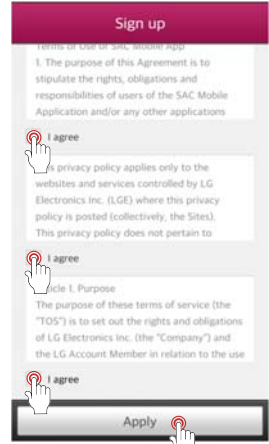 Sign up
Terms of Use of SAC Mobile App
1. The purpose of this Agreement is to
stipulate the rights, obligations and
responsibilities of users of the SAC Mobile
Application and/or any other applications
I agree
privacy policy applies only to the
websites and services controlled by LG
Electronics Inc. (LGE) where this privacy
policy is posted (collectively, the Sites).
This privacy policy does not pertain to
I agree
Article 1. Purpose
The purpose of these terms of service (the
"TOS") is to set out the rights and obligations
of LG Electronics Inc. (the "Company") and
the LG Account Member in relation to the use
I agree
Apply